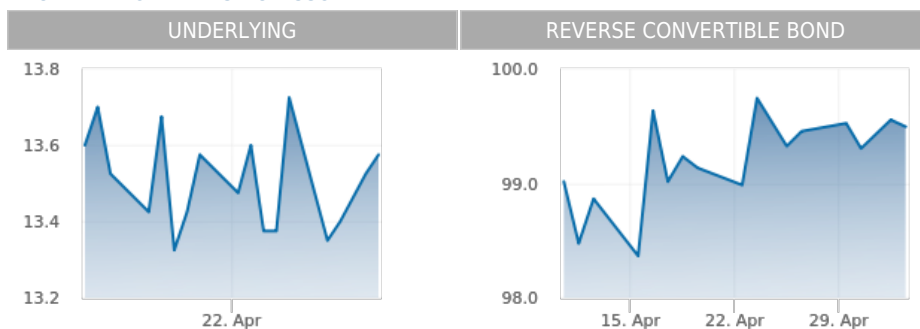 UNDERLYING
REVERSE CONVERTIBLE BOND
13.8
13.6
13.4
13.2
22. Apr
100.0
99.0
98.0
15. Apr
22. Apr
29. Apr